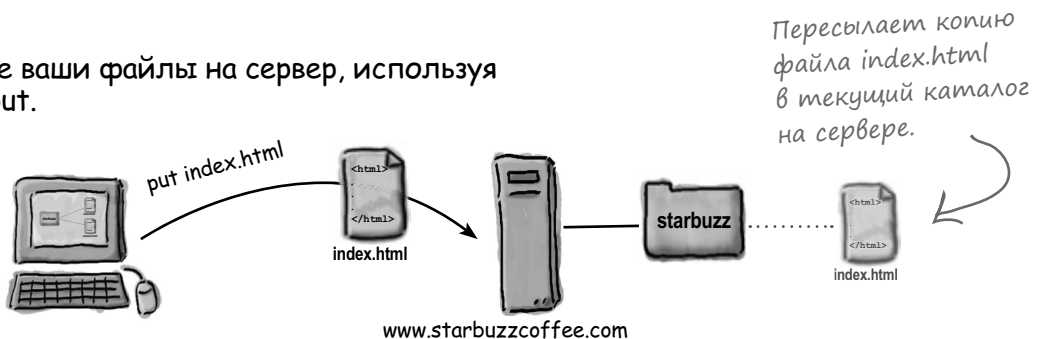 Пересылает копию
файла index.html
в текущий каталог
на сервере.
е ваши файлы на сервер, используя
put.
put index.html
<html>
</html>
index.html
starbuzz
<html>
</html>
index.html
www.starbuzzcoffee.com